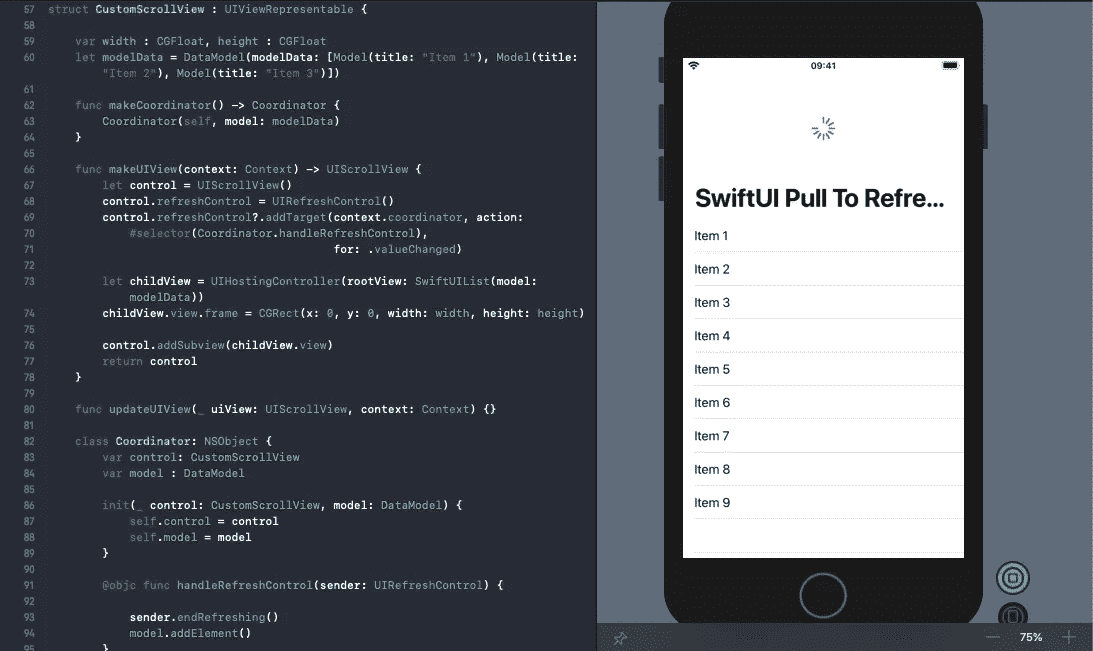 57 struct CustomScrollView : UIViewRepresentable {
58
59 var width : CGFloat, height : CGFloat
60 let modelData = DataModel(modelData: [Model(title: "Item 1"), Model(title:
"Item 2"), Model(title: "Item 3")])
61
62 func makeCoordinator() -> Coordinator {
63 Coordinator(self, model: modelData)
64 }
65
66 func makeUIView(context: Context) -> UIScrollView {
67 let control = UIScrollView()
68 control.refreshControl = UIRefreshControl()
69 control.refreshControl?.addTarget(context.coordinator, action:
70 #selector(Coordinator.handleRefreshControl),
71 for: .valueChanged)
72
73 let childView = UIHostingController(rootView: SwiftUIList(model:
modelData))
74 childView.view.frame = CGRect(x: 0, y: 0, width: width, height: height)
75
76 control.addSubview(childView.view)
77 return control
78 }
79
80 func updateUIView(_ uiView: UIScrollView, context: Context) {}
81
82 class Coordinator: NSObject {
83 var control: CustomScrollView
84 var model : DataModel
85
86 init(_ control: CustomScrollView, model: DataModel) {
87 self.control = control
88 self.model = model
89 }
90
91 @objc func handleRefreshControl(sender: UIRefreshControl) {
92
93 sender.endRefreshing()
94 model.addElement()
95 }
09:41
SwiftUI Pull To Refre...
Item 1
Item 2
Item 3
Item 4
Item 5
Item 6
Item 7
Item 8
Item 9
75%